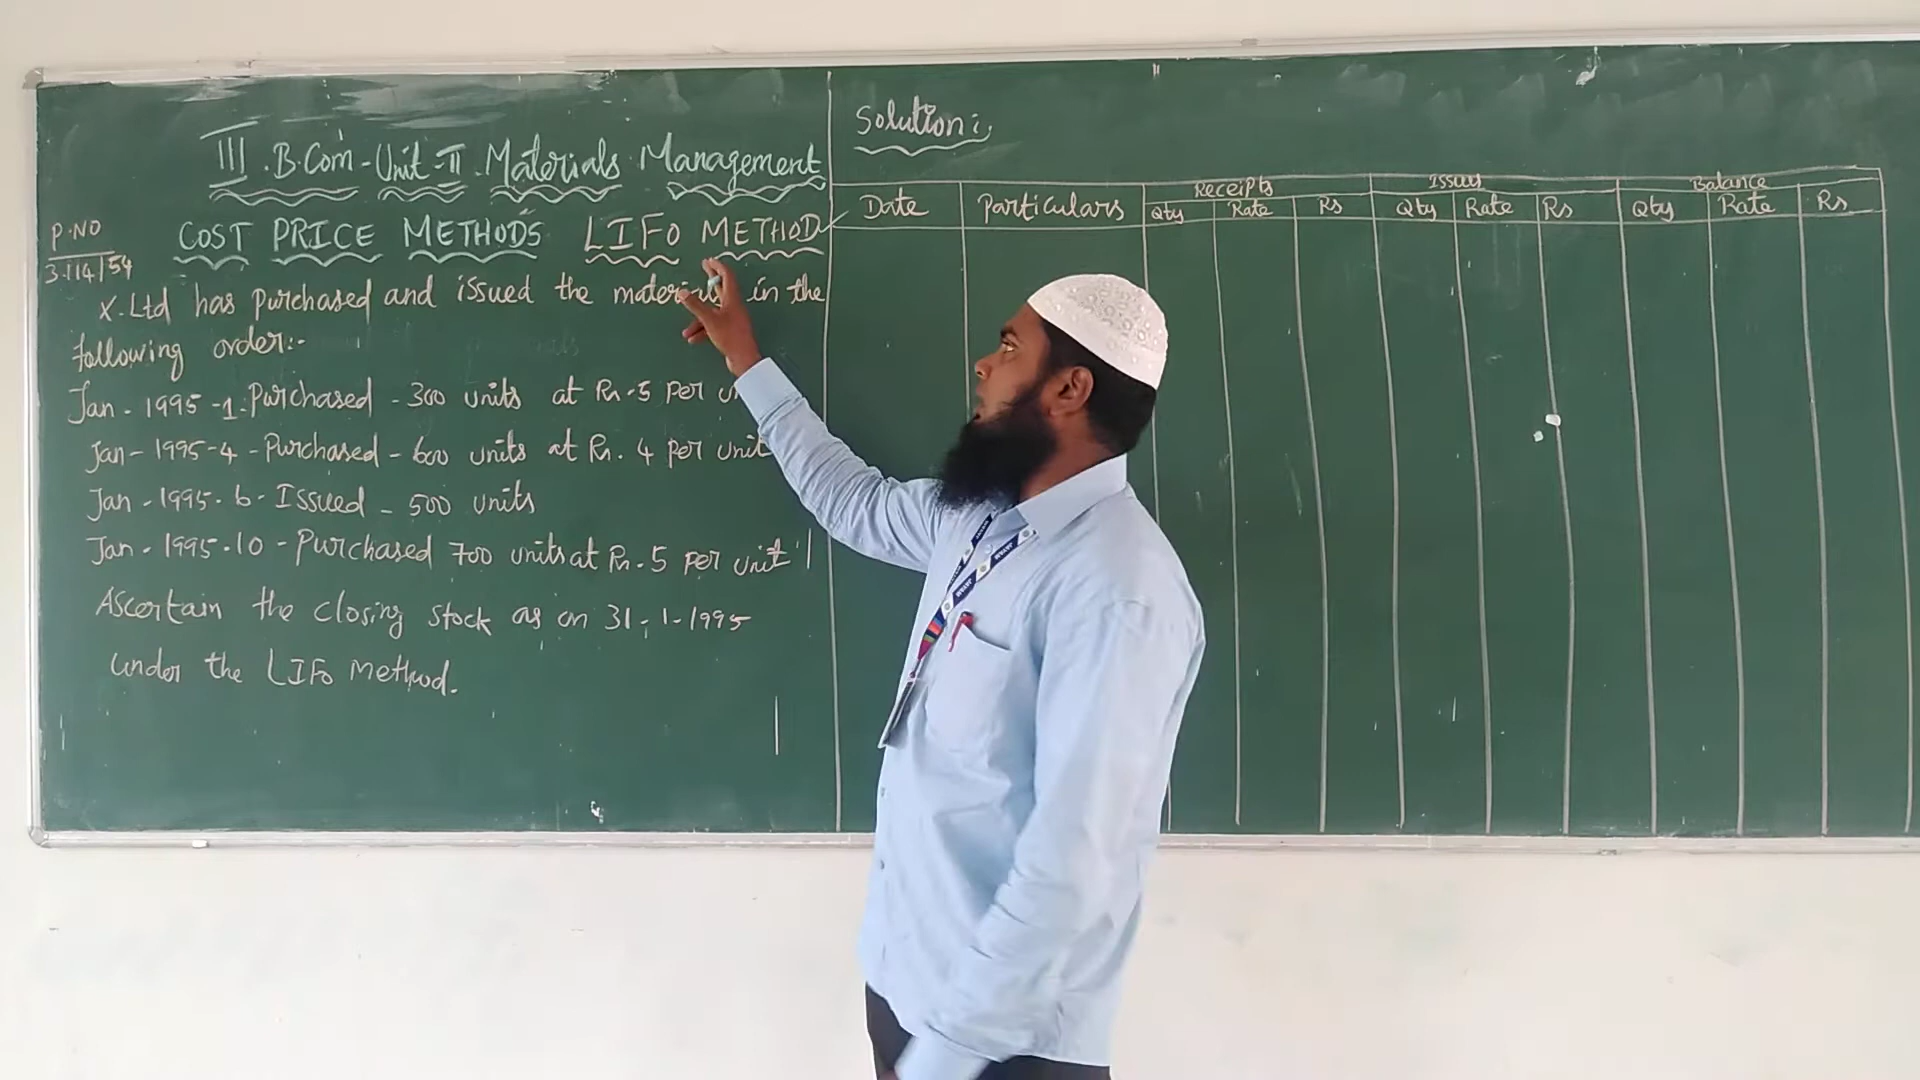 III. B.Com - Unit - II. Materials Management
COST PRICE METHODS LIFO METHOD
P.NO
3.114/54
X. Ltd has purchased and issued the materials in the
following order:-
Jan - 1995 -1. Purchased - 300 units at Rs. 5 per
Jan - 1995-4 - Purchased - 600 units at Rs. 4 per unit
Jan - 1995. 6 - Issued - 500 units
Jan - 1995. 10 - Purchased 700 units at Rs. 5 per unit
Ascertain the closing stock as on 31-1-1995
under the LIFO Method.
Solution:
Date Particulars Receipts Issues Balance
Qty Rate Rs Qty Rate Rs Qty Rate Rs